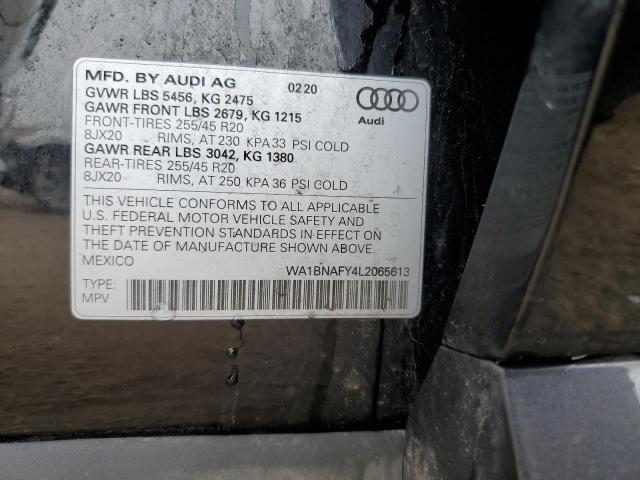 MFD. BY AUDI AG 0220
GVWR LBS 5456, KG 2475
GAWR FRONT LBS 2679, KG 1215
FRONT-TIRES 255/45 R20
8JX20 RIMS, AT 230 KPA 33 PSI COLD
GAWR REAR LBS 3042, KG 1380
REAR-TIRES 255/45 R20
8JX20 RIMS, AT 250 KPA 36 PSI COLD
Audi
THIS VEHICLE CONFORMS TO ALL APPLICABLE
U.S. FEDERAL MOTOR VEHICLE SAFETY AND
THEFT PREVENTION STANDARDS IN EFFECT ON
THE DATE OF MANUFACTURE SHOWN ABOVE.
MEXICO WA1BNAFY4L2065613
TYPE:
MPV